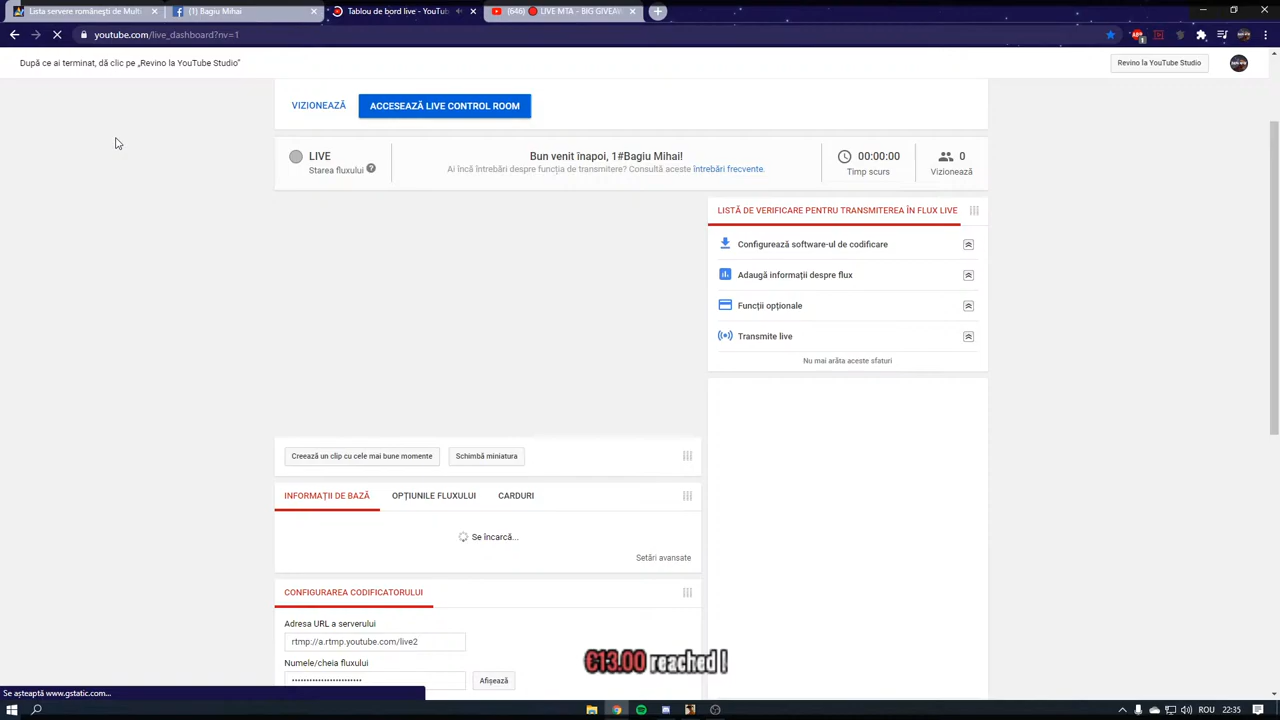 Lista servere românești de Multi
(1) Bagiu Mihai
Tablou de bord live - YouTub
(646) 🔴 LIVE MTA - BIG GIVEAW
youtube.com/live_dashboard?nv=1
După ce ai terminat, dă clic pe „Revino la YouTube Studio”
Revino la YouTube Studio
VIZIONEAZĂ
ACCESEAZĂ LIVE CONTROL ROOM
LIVE
Starea fluxului
Bun venit înapoi, 1#Bagiu Mihai!
Ai încă întrebări despre funcția de transmitere? Consultă aceste întrebări frecvente.
00:00:00
Timp scurs
0
Vizionează
LISTĂ DE VERIFICARE PENTRU TRANSMITEREA ÎN FLUX LIVE
Configurează software-ul de codificare
Adaugă informații despre flux
Funcții opționale
Transmite live
Nu mai arăta aceste sfaturi
Creează un clip cu cele mai bune momente
Schimbă miniatura
INFORMAȚII DE BAZĂ
OPȚIUNILE FLUXULUI
CARDURI
Se încarcă...
Setări avansate
CONFIGURAREA CODIFICATORULUI
Adresa URL a serverului
rtmp://a.rtmp.youtube.com/live2
Numele/cheia fluxului
Afișează
€13.00 reached !
Se așteaptă www.gstatic.com...
ROU
22:35